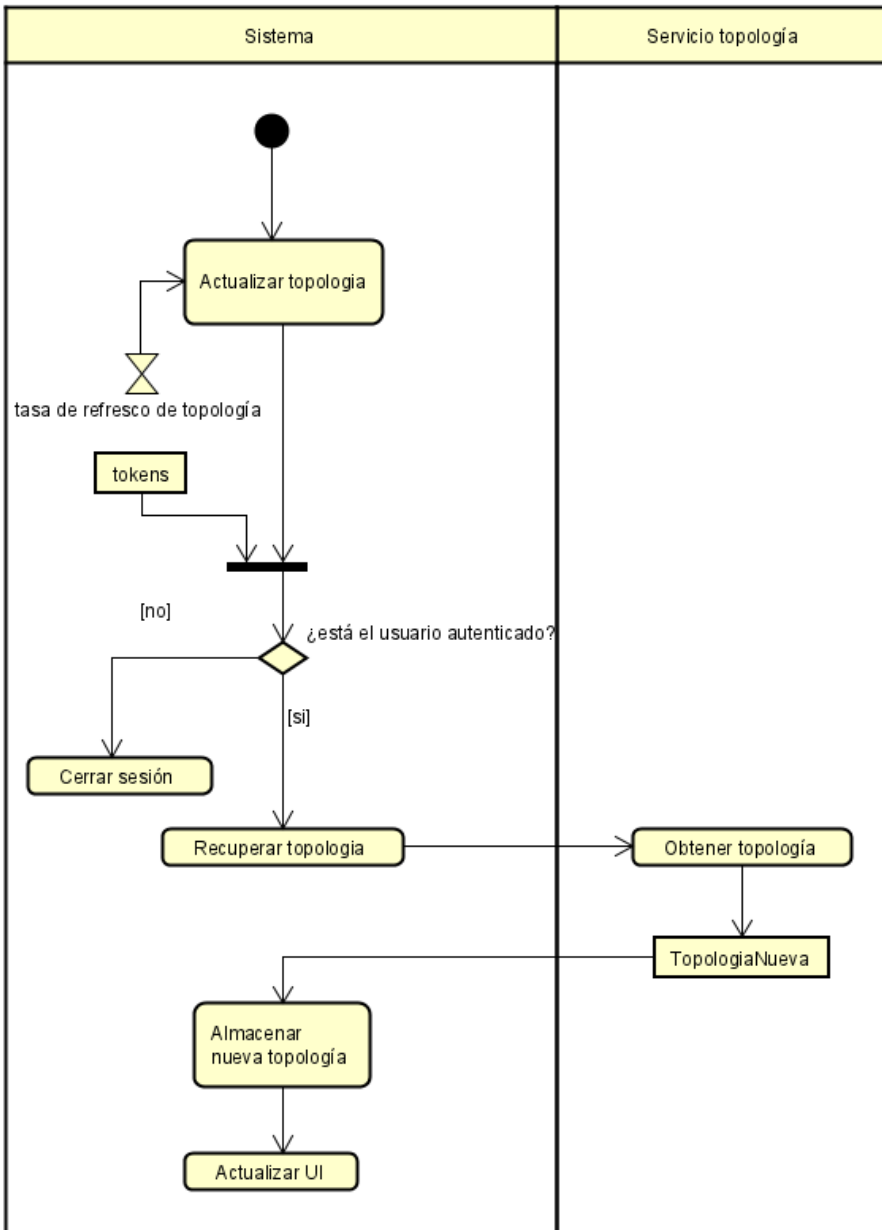 Sistema
Servicio topología
Actualizar topologia
tasa de refresco de topología
tokens
[no]
¿está el usuario autenticado?
[si]
Cerrar sesión
Recuperar topologia
Obtener topología
TopologiaNueva
Almacenar
nueva topología
Actualizar UI